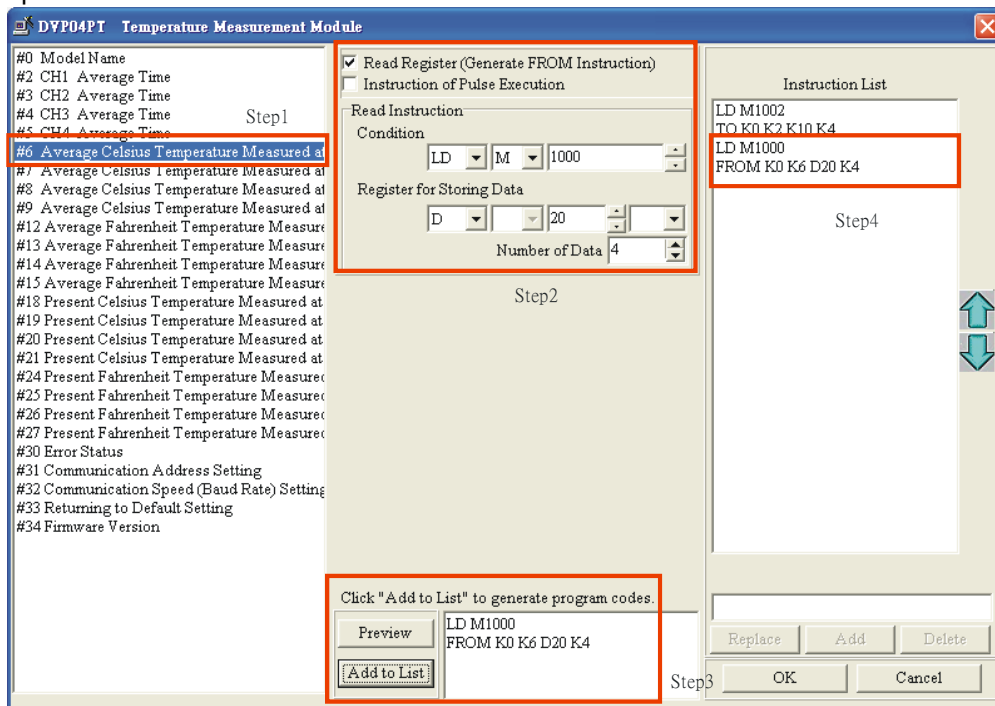 DVP04PT Temperature Measurement Module
#0 Model Name
#2 CH1 Average Time
#3 CH2 Average Time
#4 CH3 Average Time
#5 CH4 Average Time
#6 Average Celsius Temperature Measured at
#7 Average Celsius Temperature Measured at
#8 Average Celsius Temperature Measured at
#9 Average Celsius Temperature Measured at
#12 Average Fahrenheit Temperature Measure
#13 Average Fahrenheit Temperature Measure
#14 Average Fahrenheit Temperature Measure
#15 Average Fahrenheit Temperature Measure
#18 Present Celsius Temperature Measured at
#19 Present Celsius Temperature Measured at
#20 Present Celsius Temperature Measured at
#21 Present Celsius Temperature Measured at
#24 Present Fahrenheit Temperature Measured
#25 Present Fahrenheit Temperature Measured
#26 Present Fahrenheit Temperature Measured
#27 Present Fahrenheit Temperature Measured
#30 Error Status
#31 Communication Address Setting
#32 Communication Speed (Baud Rate) Setting
#33 Returning to Default Setting
#34 Firmware Version
Step1
Read Register (Generate FROM Instruction)
Instruction of Pulse Execution
Read Instruction
Condition
LD M 1000
Register for Storing Data
D 20
Number of Data 4
Step2
Click "Add to List" to generate program codes.
Preview
Add to List
LD M1000
FROM K0 K6 D20 K4
Step3
Instruction List
LD M1002
TO K0 K2 K10 K4
LD M1000
FROM K0 K6 D20 K4
Step4
Replace Add Delete
OK Cancel